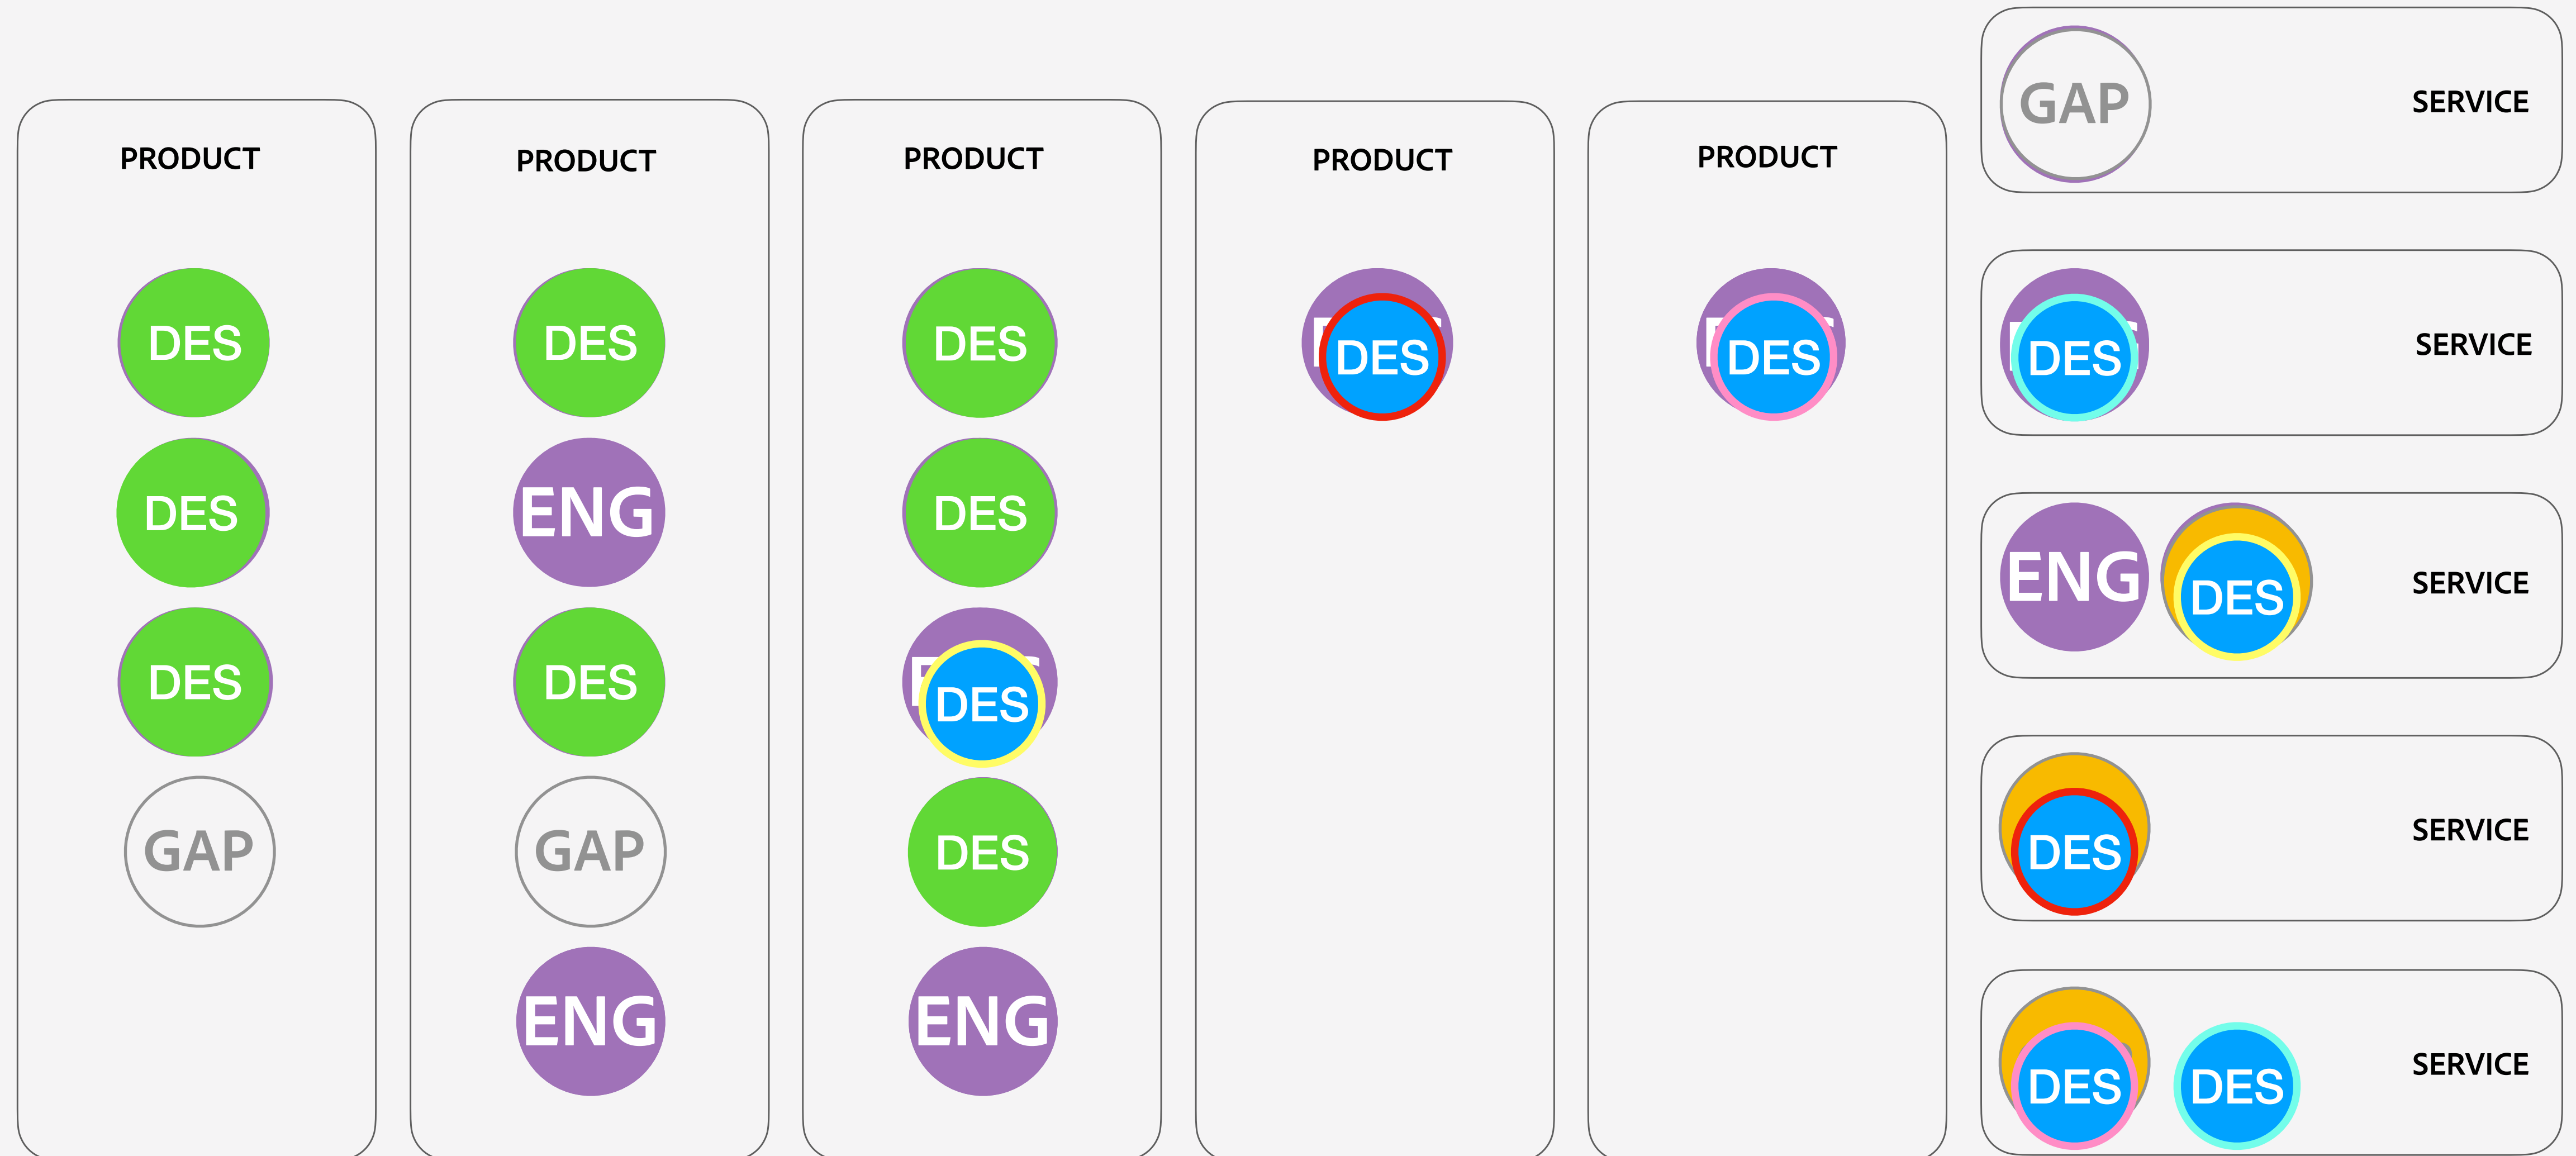 PRODUCT
DES
DES
DES
GAP
PRODUCT
DES
ENG
DES
GAP
ENG
PRODUCT
DES
DES
DES
DES
ENG
PRODUCT
DES
PRODUCT
DES
GAP SERVICE
DES SERVICE
ENG DES SERVICE
DES SERVICE
DES DES SERVICE